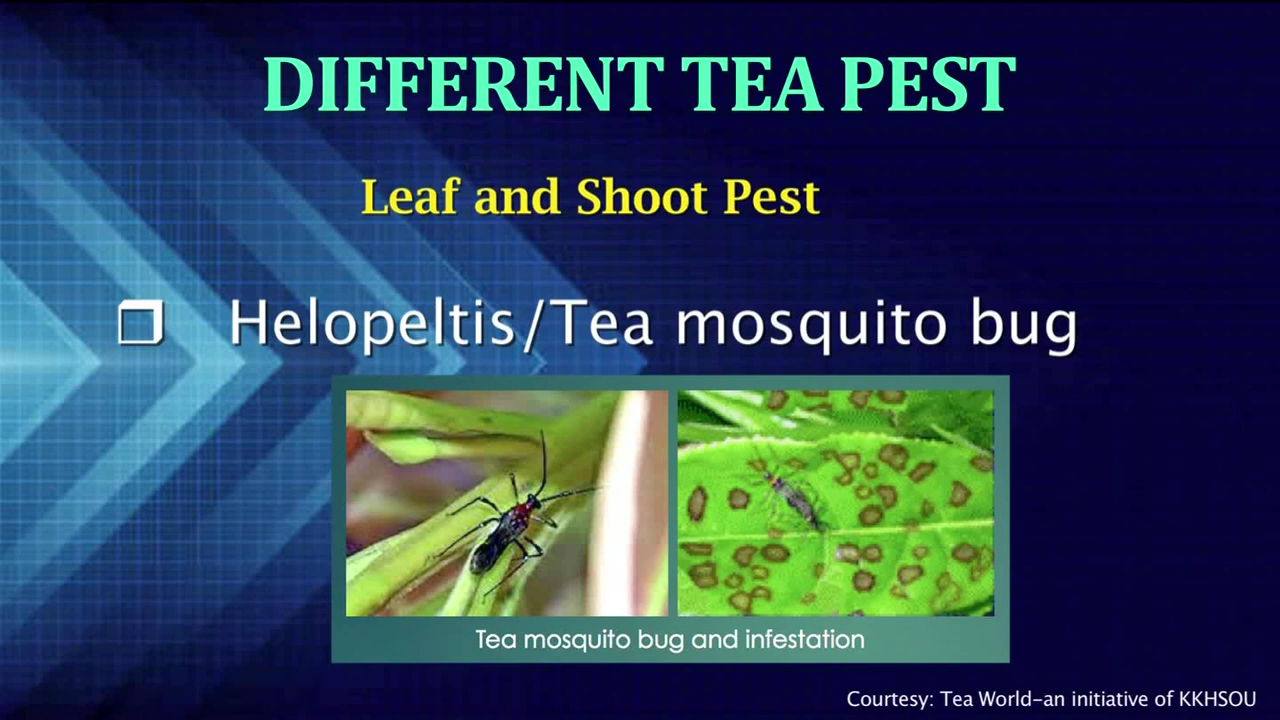 DIFFERENT TEA PEST
Leaf and Shoot Pest
Helopeltis/Tea mosquito bug
Tea mosquito bug and infestation
Courtesy: Tea World-an initiative of KKHSOU